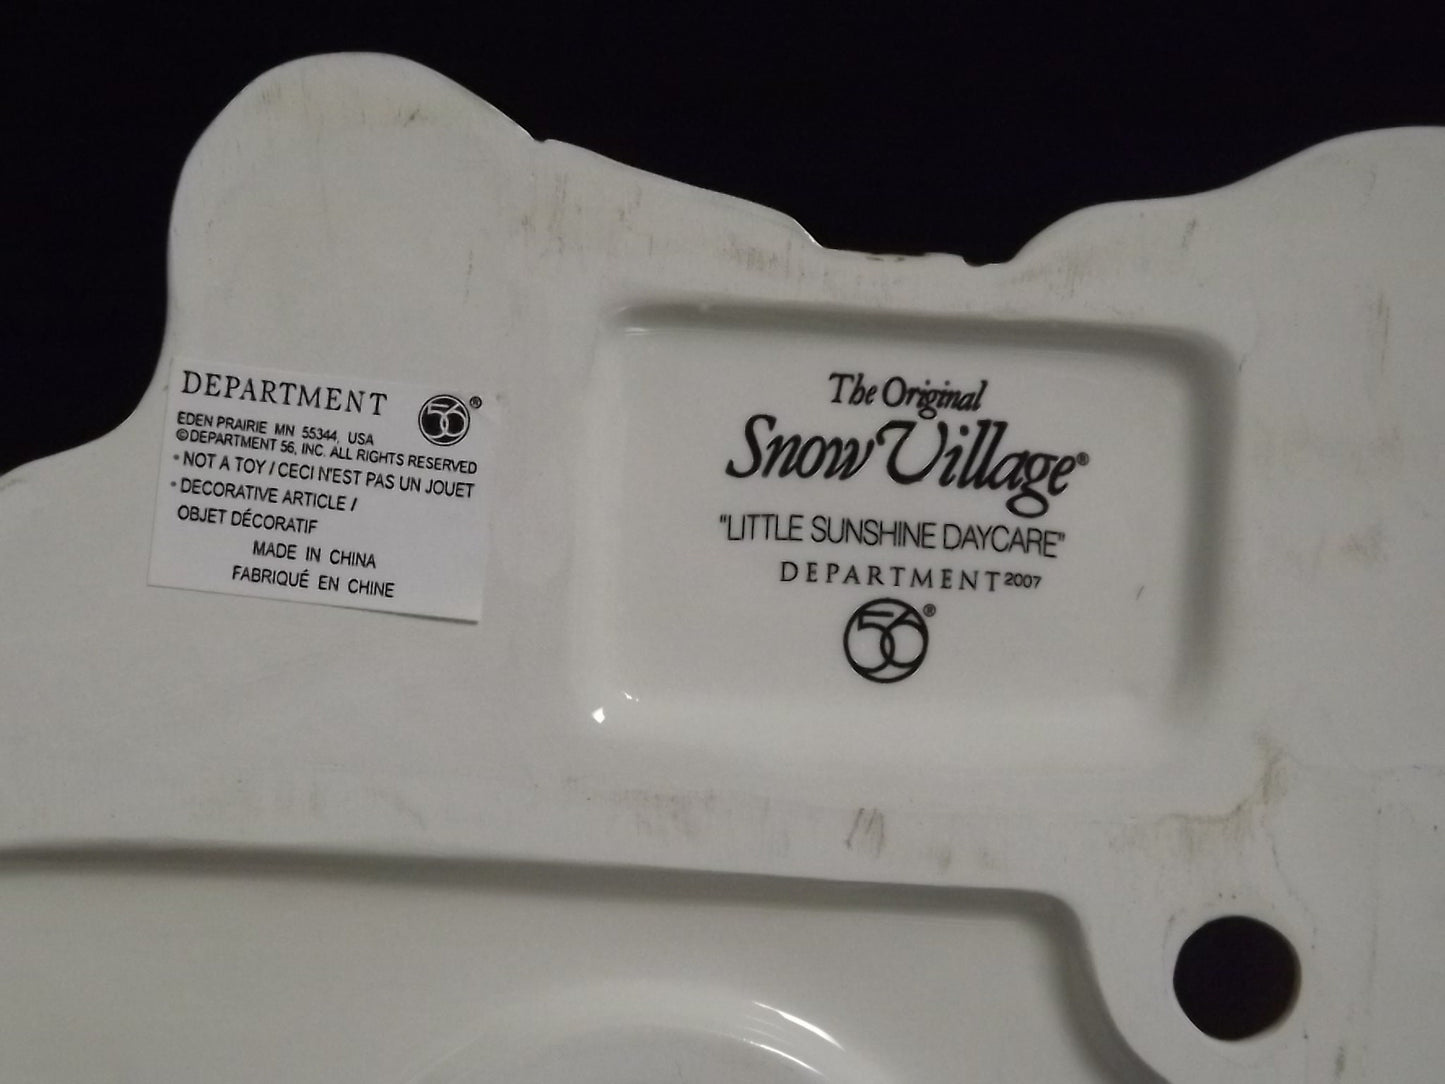 DEPARTMENT 56®
EDEN PRAIRIE MN 55344, USA
©DEPARTMENT 56, INC. ALL RIGHTS RESERVED
• NOT A TOY / CECI N'EST PAS UN JOUET
• DECORATIVE ARTICLE /
OBJET DÉCORATIF
MADE IN CHINA
FABRIQUÉ EN CHINE
The Original
Snow Village®
"LITTLE SUNSHINE DAYCARE"
DEPARTMENT 2007
56®